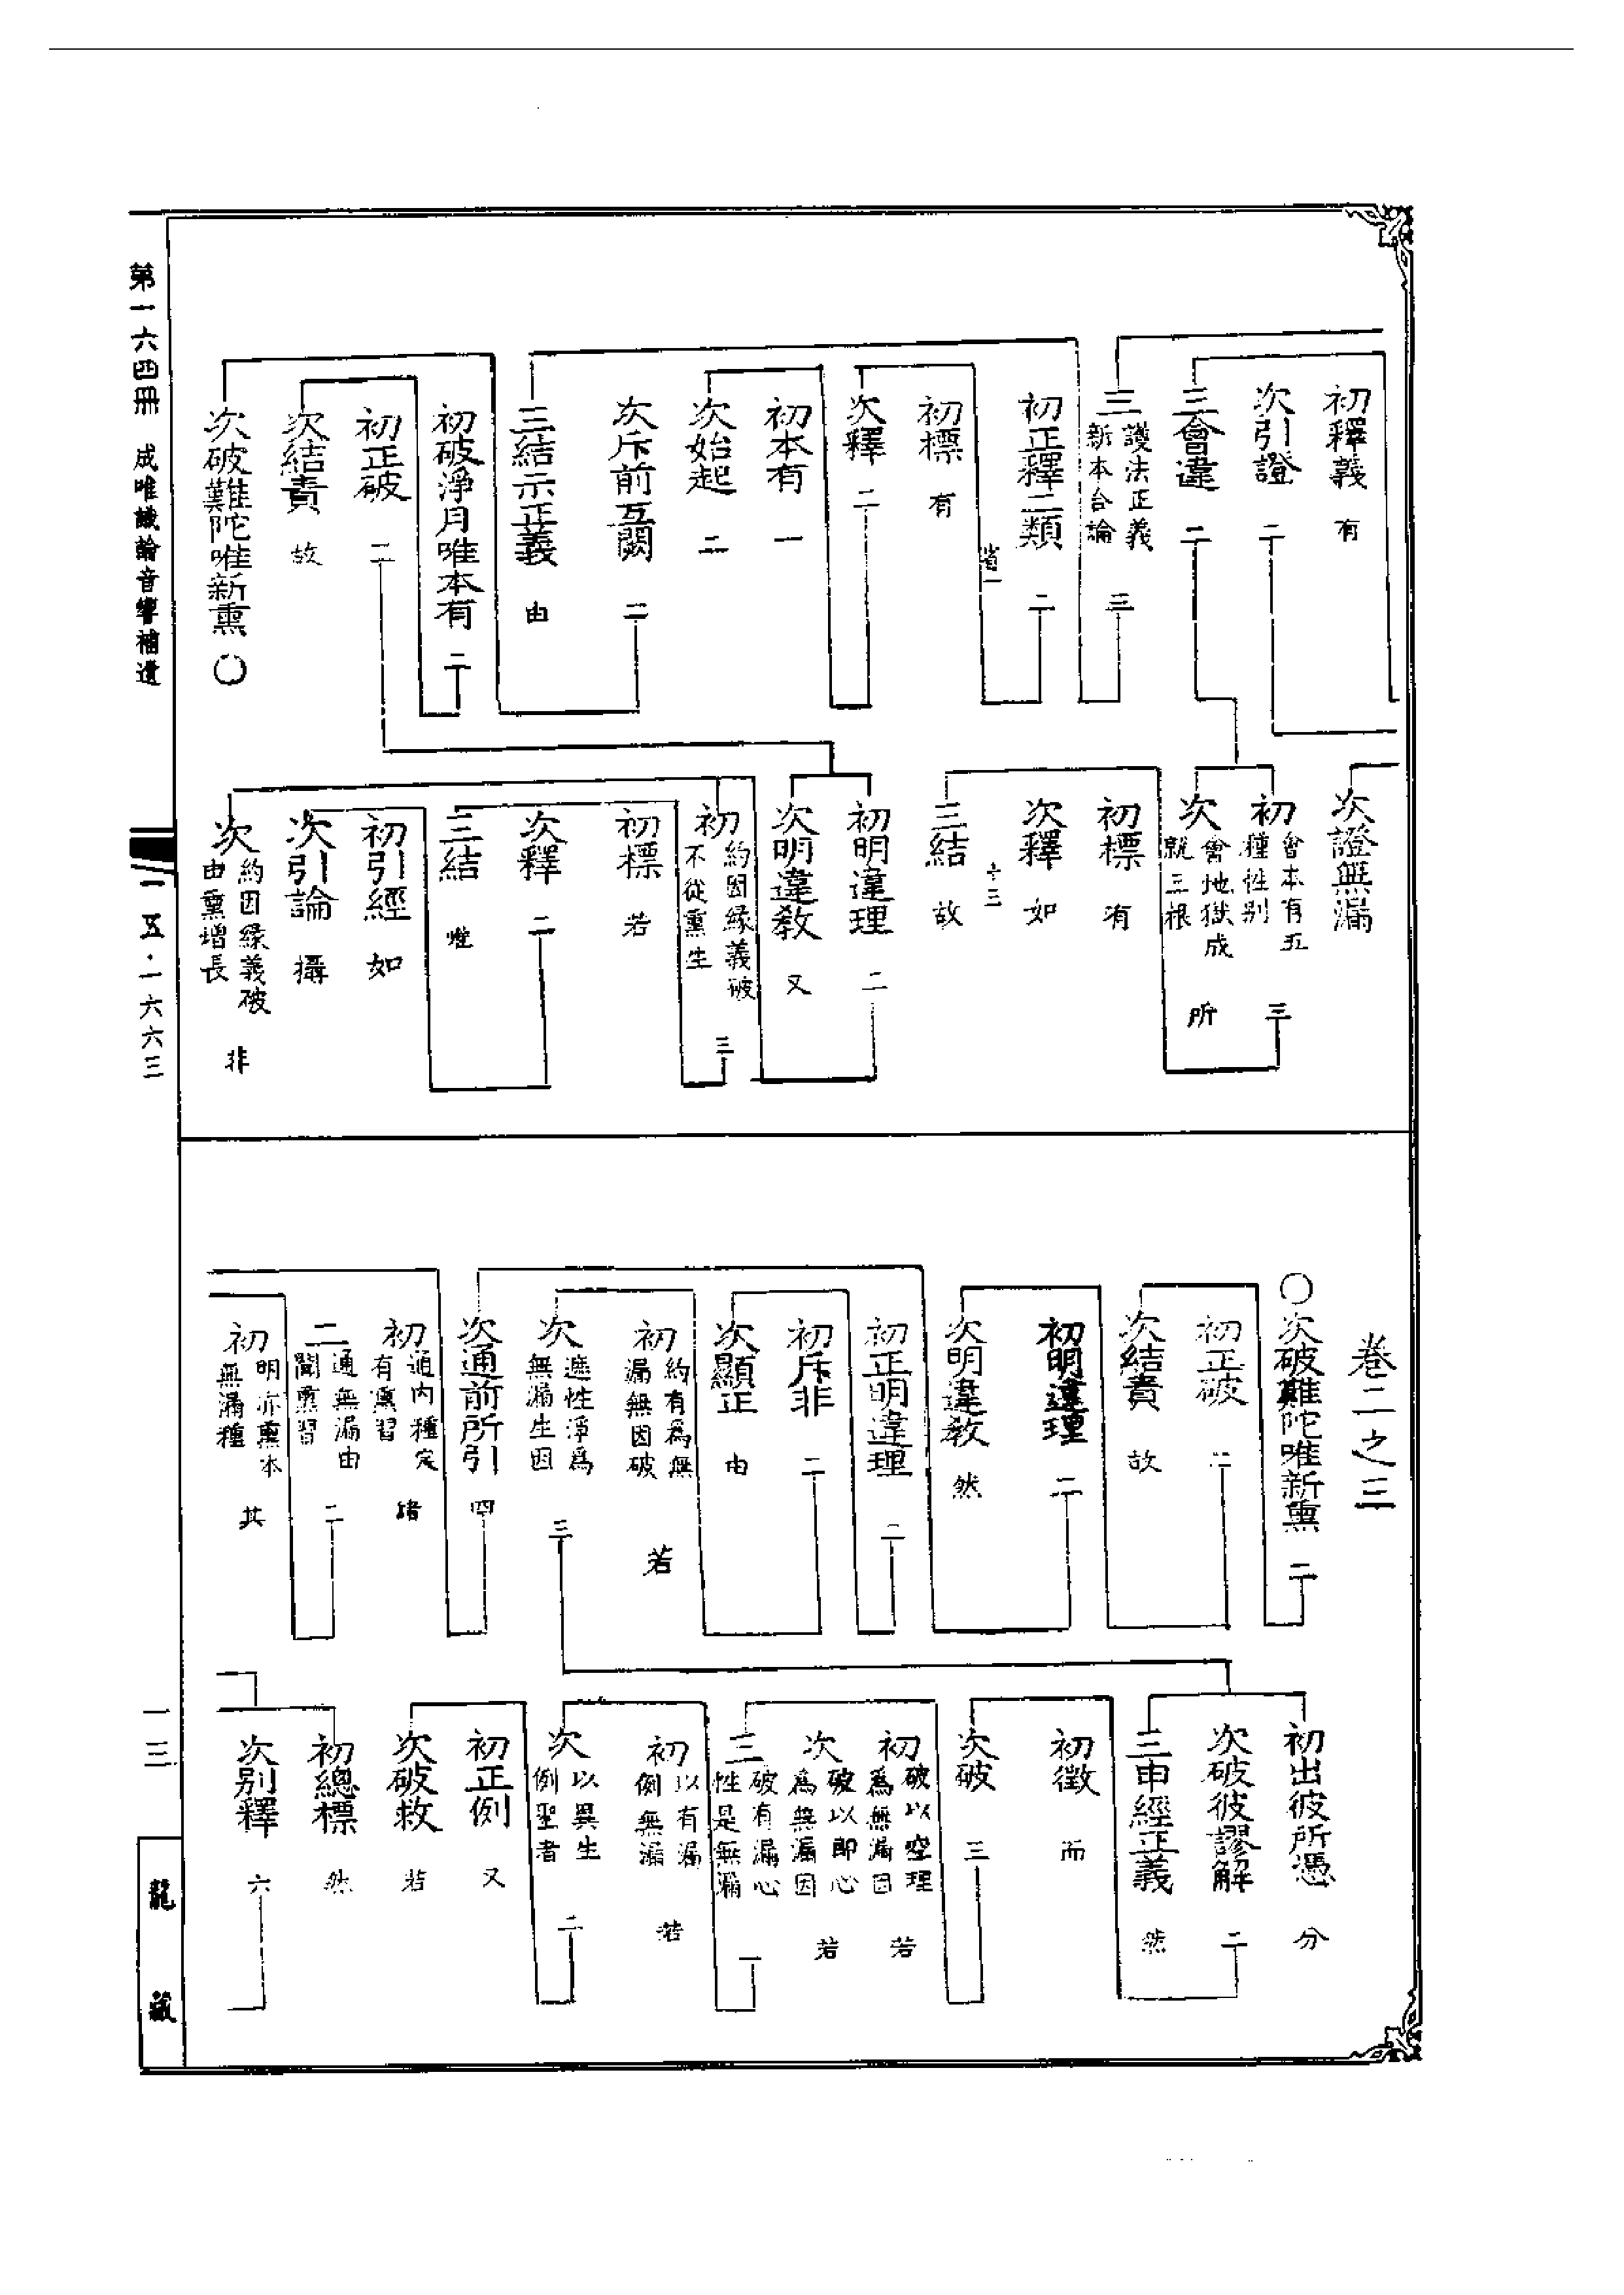 初釋義 有
次引證 二
三會違 二
三 護法正義新本合論 三
初正釋二類 二
初標 有
次釋 二
初本有 一
次始起 二
次斥前互闕 二
三結示正義 由
初破淨月唯本有 二
初正破 二
次結責 故
次破難陀唯新熏 〇
次證無漏
初 會本有五種性別 三
次 會地獄成就三根 所
初標 有
次釋 如
十三
三結 故
初明違理 二
次明違教 又
初 約因緣義破不從熏生 三
初標 若
次釋 二
三結 唯
初引經 如
次引論 攝
次 約因緣義破由熏增長 非
卷二之三
〇次破難陀唯新熏 二
初正破 二
次結責 故
初明違理 二
次明違教 然
初正明違理 二
初斥非 二
次顯正 由
初 約有為無漏無因破 若
次 遮性淨為無漏生因 三
次通前所引 四
初 通內種定有熏習 諸
二 通無漏由聞熏習 二
初 明亦熏本無漏種 其
初出彼所憑 分
次破彼謬解 二
三申經正義 然
初徵 而
次破 三
初 破以空理為無漏因 若
次 破以即心為無漏因 若
三 破有漏心性是無漏
初 以有漏例無漏 若
次 以異生例聖者 二
初正例 又
次破救 若
初總標 然
次別釋 六
第一六四冊 成唯識論音響補遺
一五·一六六三
一三
龍藏